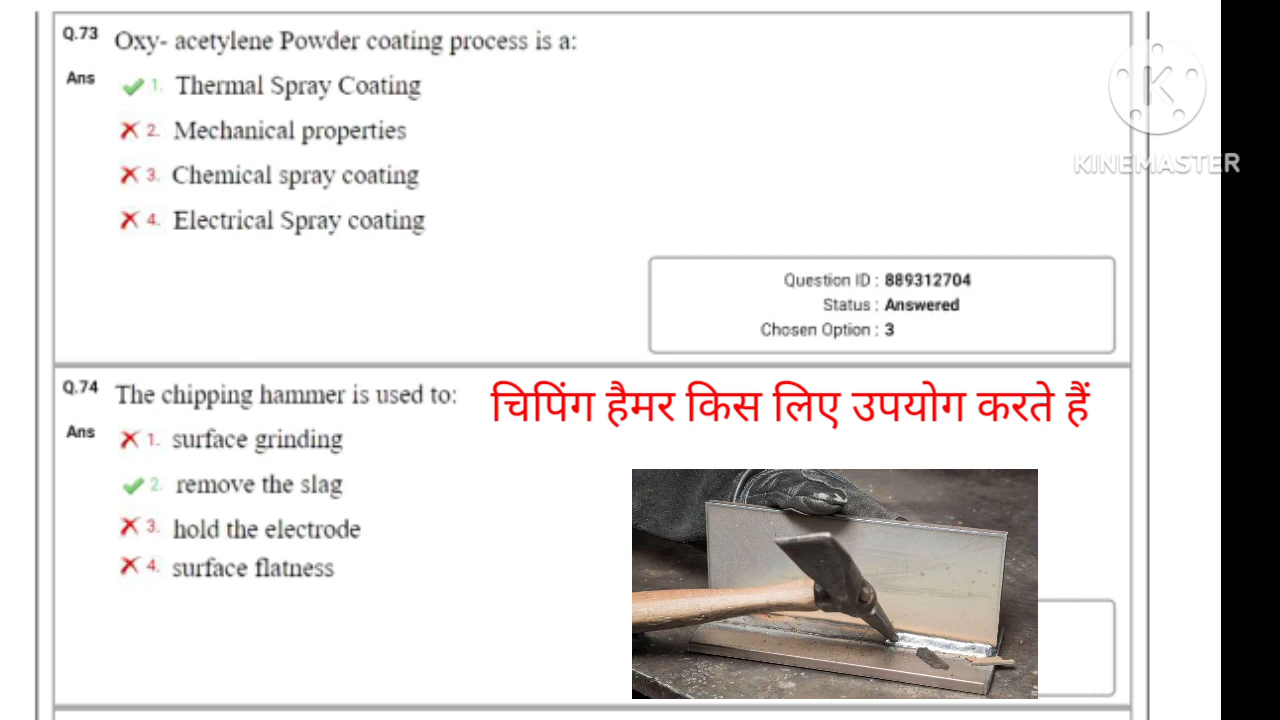 Q.73 Oxy- acetylene Powder coating process is a:
Ans 1. Thermal Spray Coating
2. Mechanical properties
3. Chemical spray coating
4. Electrical Spray coating
K
KINEMASTER
Question ID : 889312704
Status : Answered
Chosen Option : 3
Q.74 The chipping hammer is used to: चिपिंग हैमर किस लिए उपयोग करते हैं
Ans 1. surface grinding
2. remove the slag
3. hold the electrode
4. surface flatness